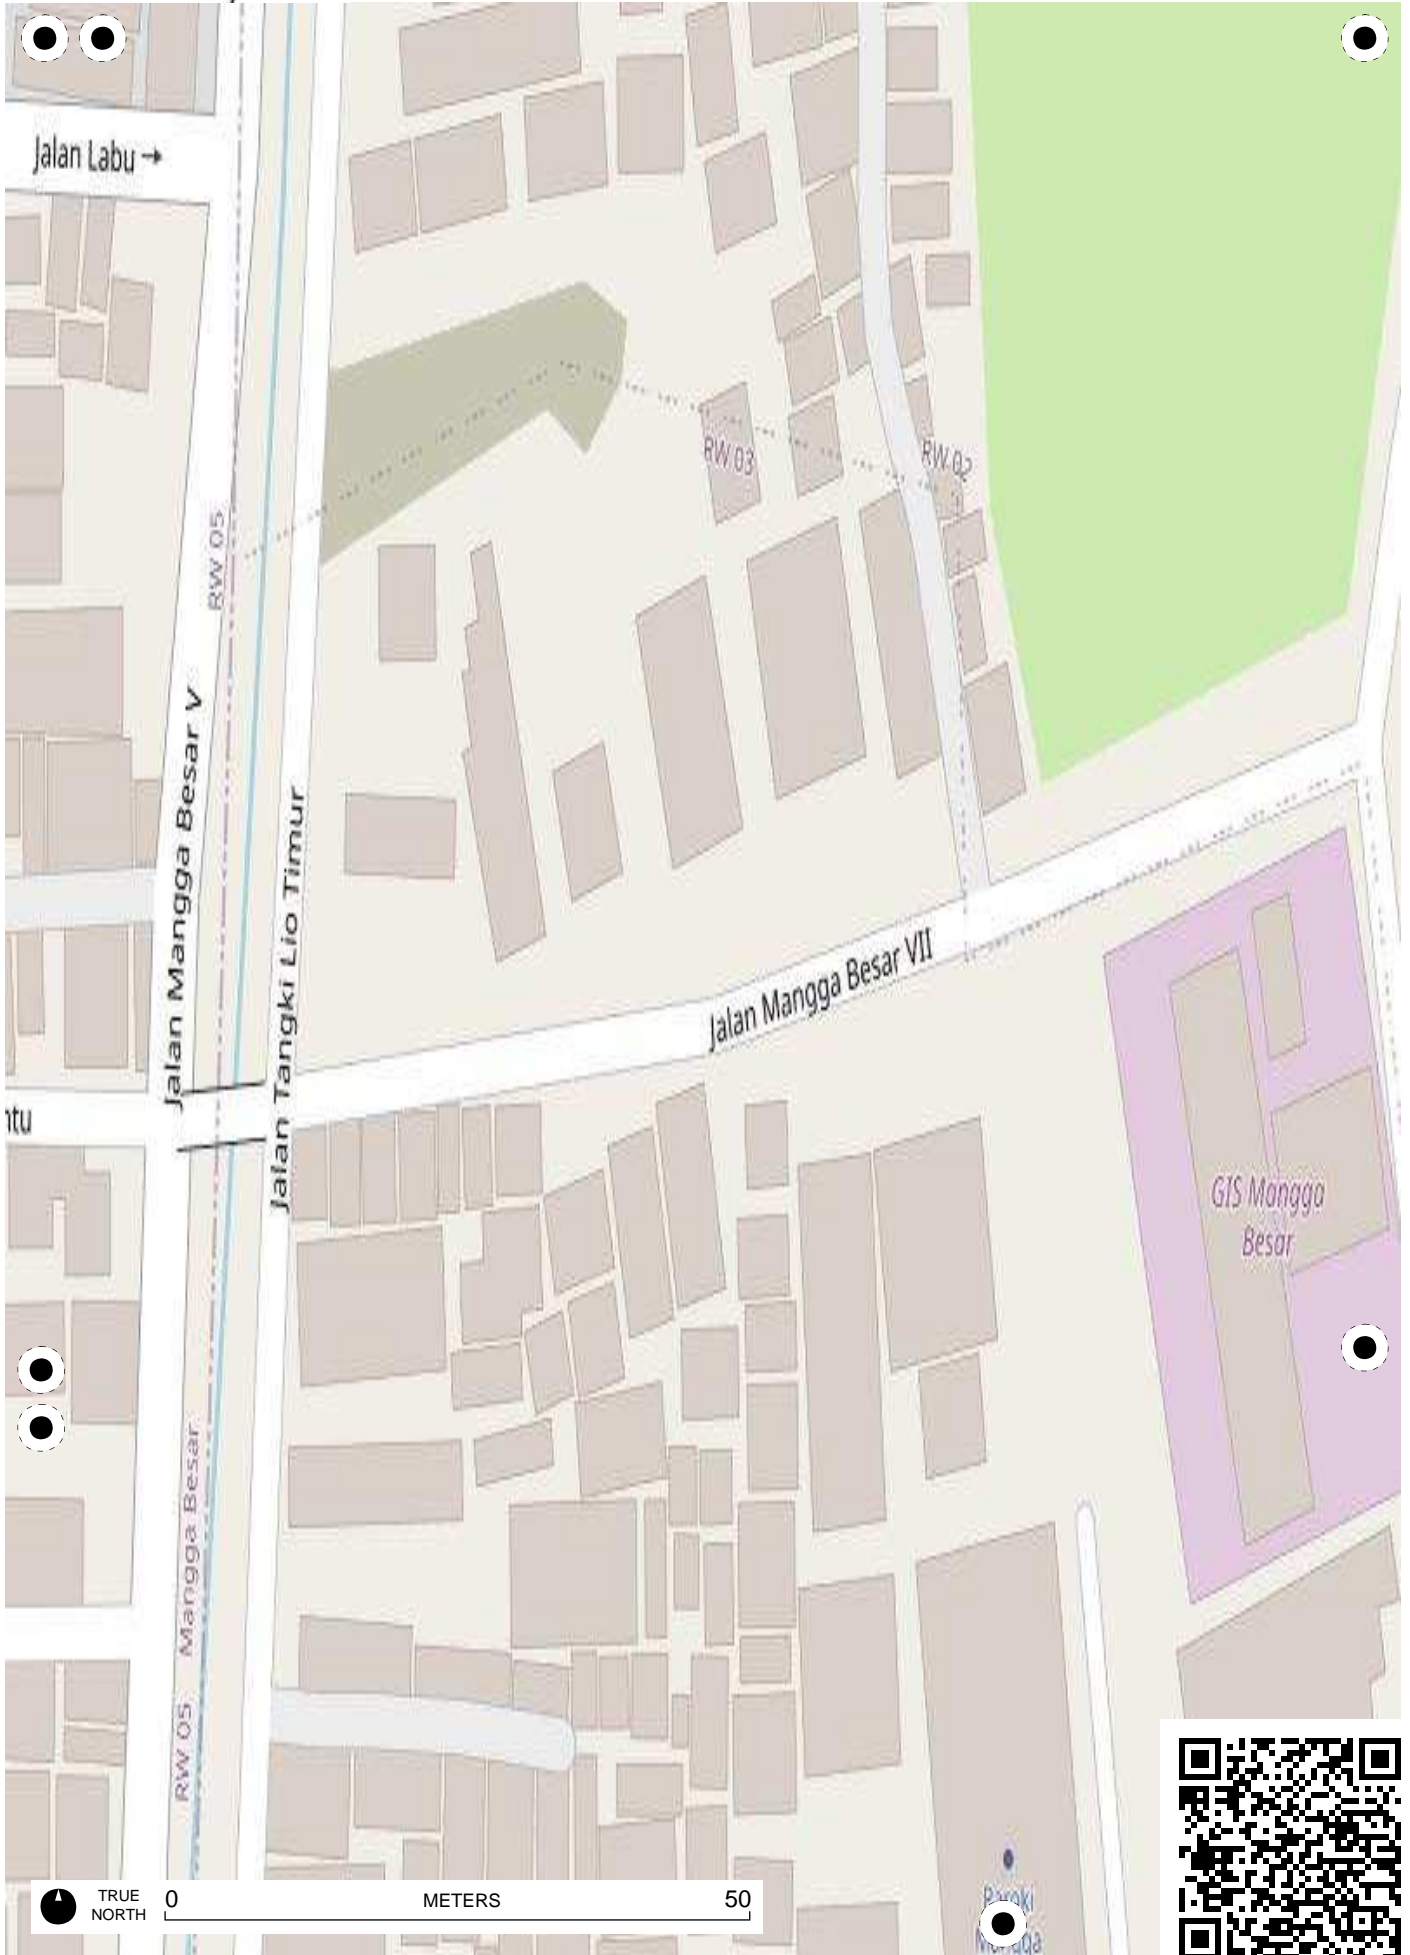 Jalan Labu →
RW 03
RW 02
RW 05
Jalan Mangga Besar V
Jalan Tangki Lio Timur
Jalan Mangga Besar VII
ntu
GIS Mangga
Besar
Mangga Besar
RW 05
TRUE
NORTH
0
METERS
50
Mangga